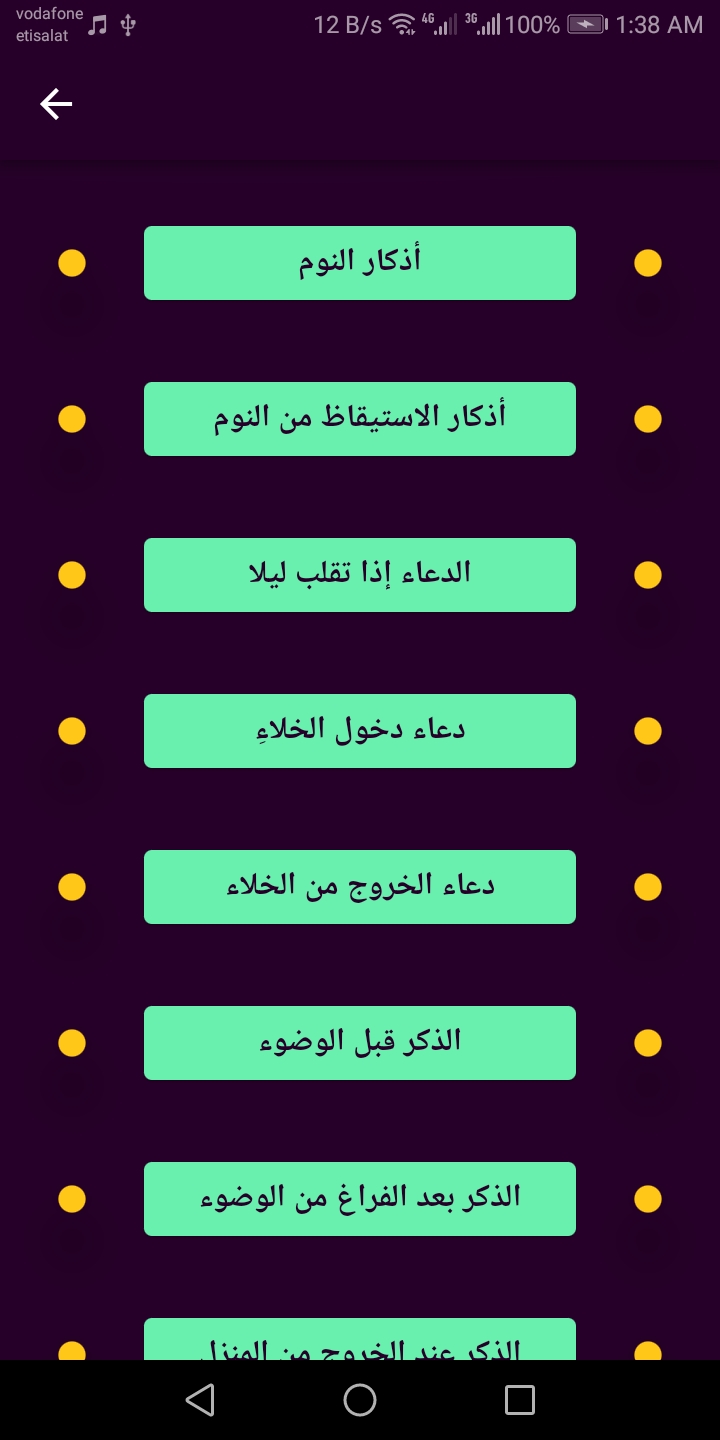 vodafone
etisalat
12 B/s 4G 3G 100% 1:38 AM
أذكار النوم
أذكار الاستيقاظ من النوم
الدعاء إذا تقلب ليلا
دعاء دخول الخلاءِ
دعاء الخروج من الخلاء
الذكر قبل الوضوء
الذكر بعد الفراغ من الوضوء
الذكر عند الخروج من المنزل